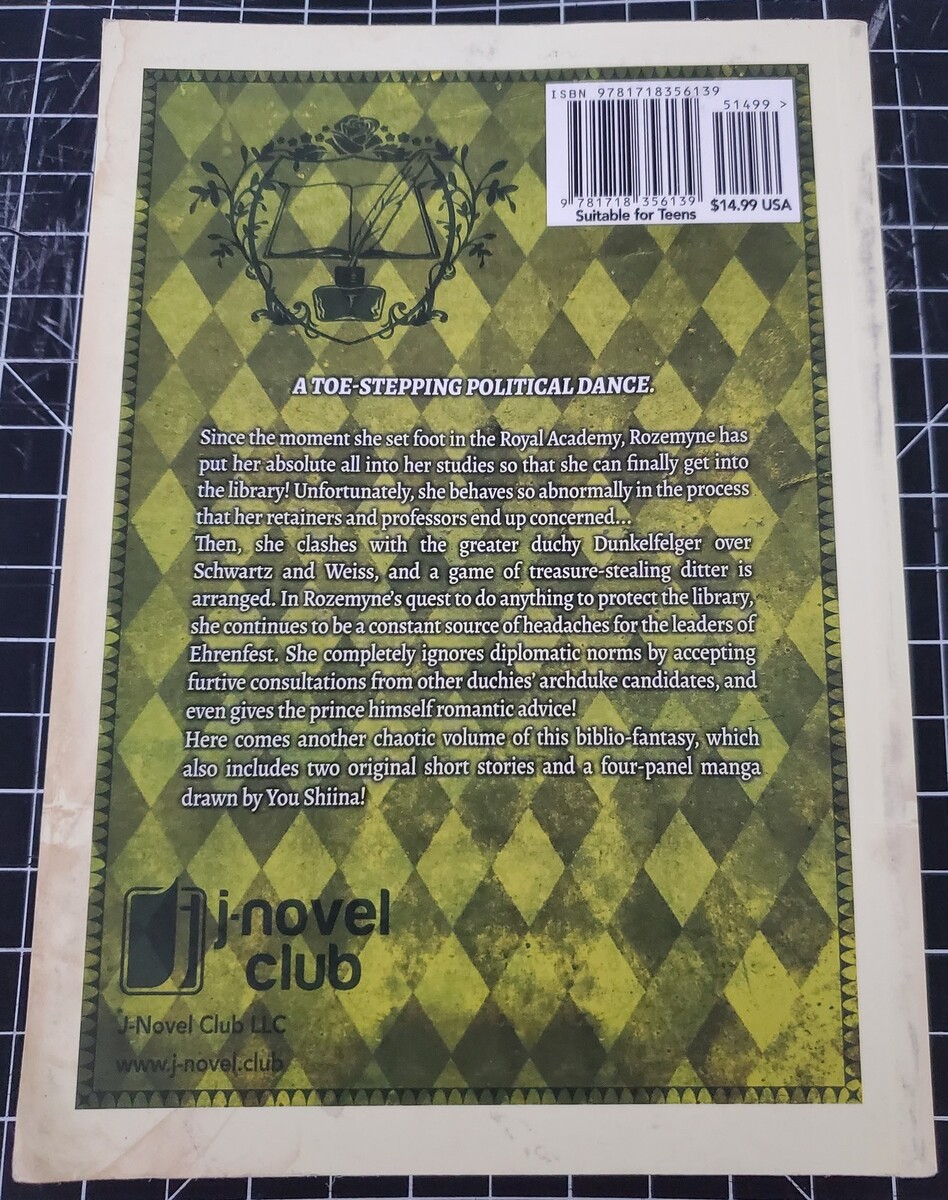 ISBN 9781718356139
51499 >
9 781718 356139
$14.99 USA
Suitable for Teens
A TOE-STEPPING POLITICAL DANCE.
Since the moment she set foot in the Royal Academy, Rozemyne has
put her absolute all into her studies so that she can finally get into
the library! Unfortunately, she behaves so abnormally in the process
that her retainers and professors end up concerned...
Then, she clashes with the greater duchy Dunkelfelger over
Schwartz and Weiss, and a game of treasure-stealing ditter is
arranged. In Rozemyne's quest to do anything to protect the library,
she continues to be a constant source of headaches for the leaders of
Ehrenfest. She completely ignores diplomatic norms by accepting
furtive consultations from other duchies' archduke candidates, and
even gives the prince himself romantic advice!
Here comes another chaotic volume of this biblio-fantasy, which
also includes two original short stories and a four-panel manga
drawn by You Shiina!
j-novel
club
J-Novel Club LLC
www.j-novel.club